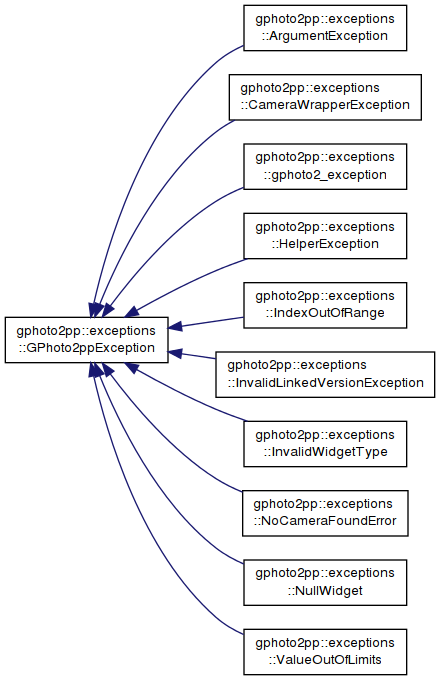 gphoto2pp::exceptions
::ArgumentException
gphoto2pp::exceptions
::CameraWrapperException
gphoto2pp::exceptions
::gphoto2_exception
gphoto2pp::exceptions
::HelperException
gphoto2pp::exceptions
::IndexOutOfRange
gphoto2pp::exceptions
::GPhoto2ppException
gphoto2pp::exceptions
::InvalidLinkedVersionException
gphoto2pp::exceptions
::InvalidWidgetType
gphoto2pp::exceptions
::NoCameraFoundError
gphoto2pp::exceptions
::NullWidget
gphoto2pp::exceptions
::ValueOutOfLimits